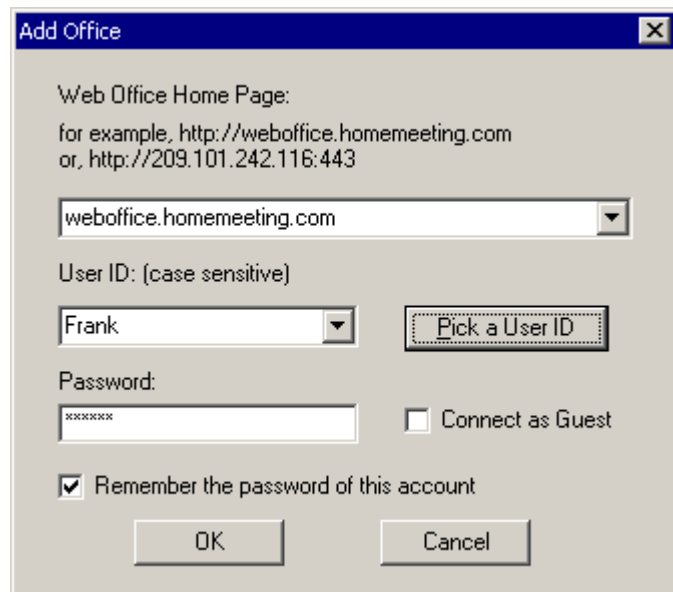 Add Office
Web Office Home Page:
for example, http://weboffice.homemeeting.com
or, http://209.101.242.116:443
weboffice.homemeeting.com
User ID: (case sensitive)
Frank
Pick a User ID
Password:
******
Connect as Guest
Remember the password of this account
OK
Cancel